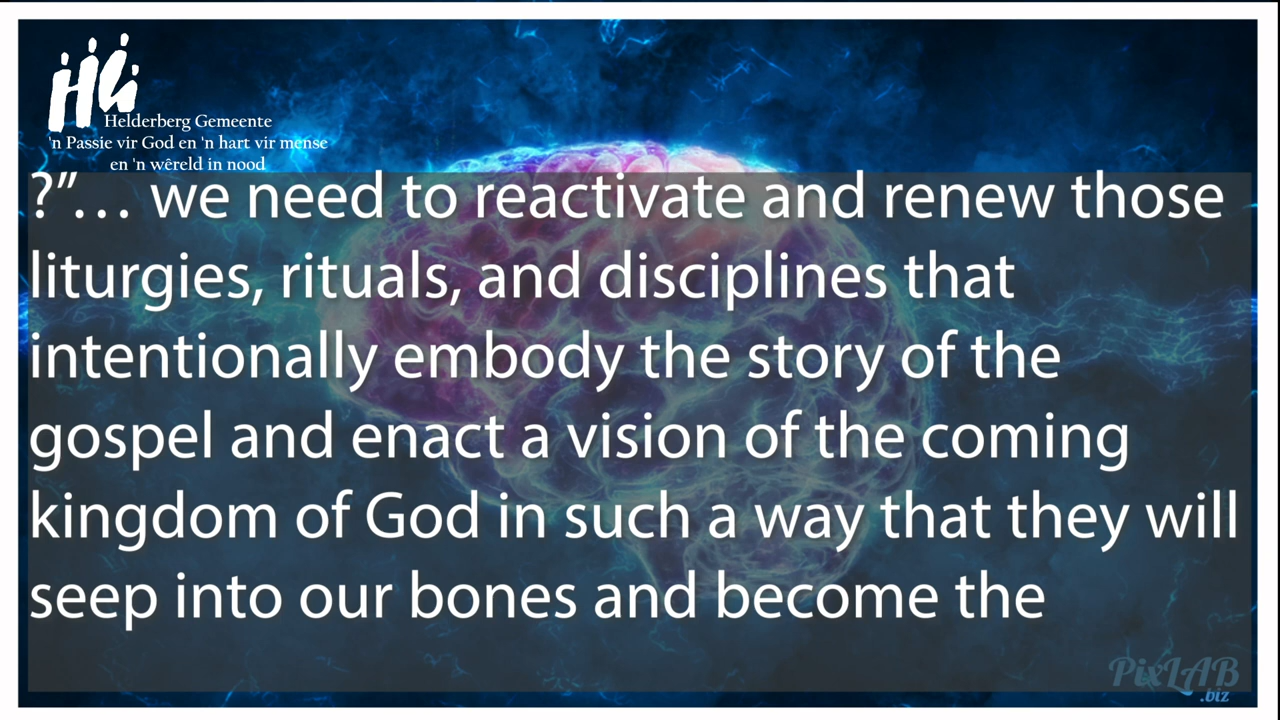 HG
Helderberg Gemeente
'n Passie vir God en 'n hart vir mense
en 'n wêreld in nood
?”… we need to reactivate and renew those
liturgies, rituals, and disciplines that
intentionally embody the story of the
gospel and enact a vision of the coming
kingdom of God in such a way that they will
seep into our bones and become the
PixLAB
.biz